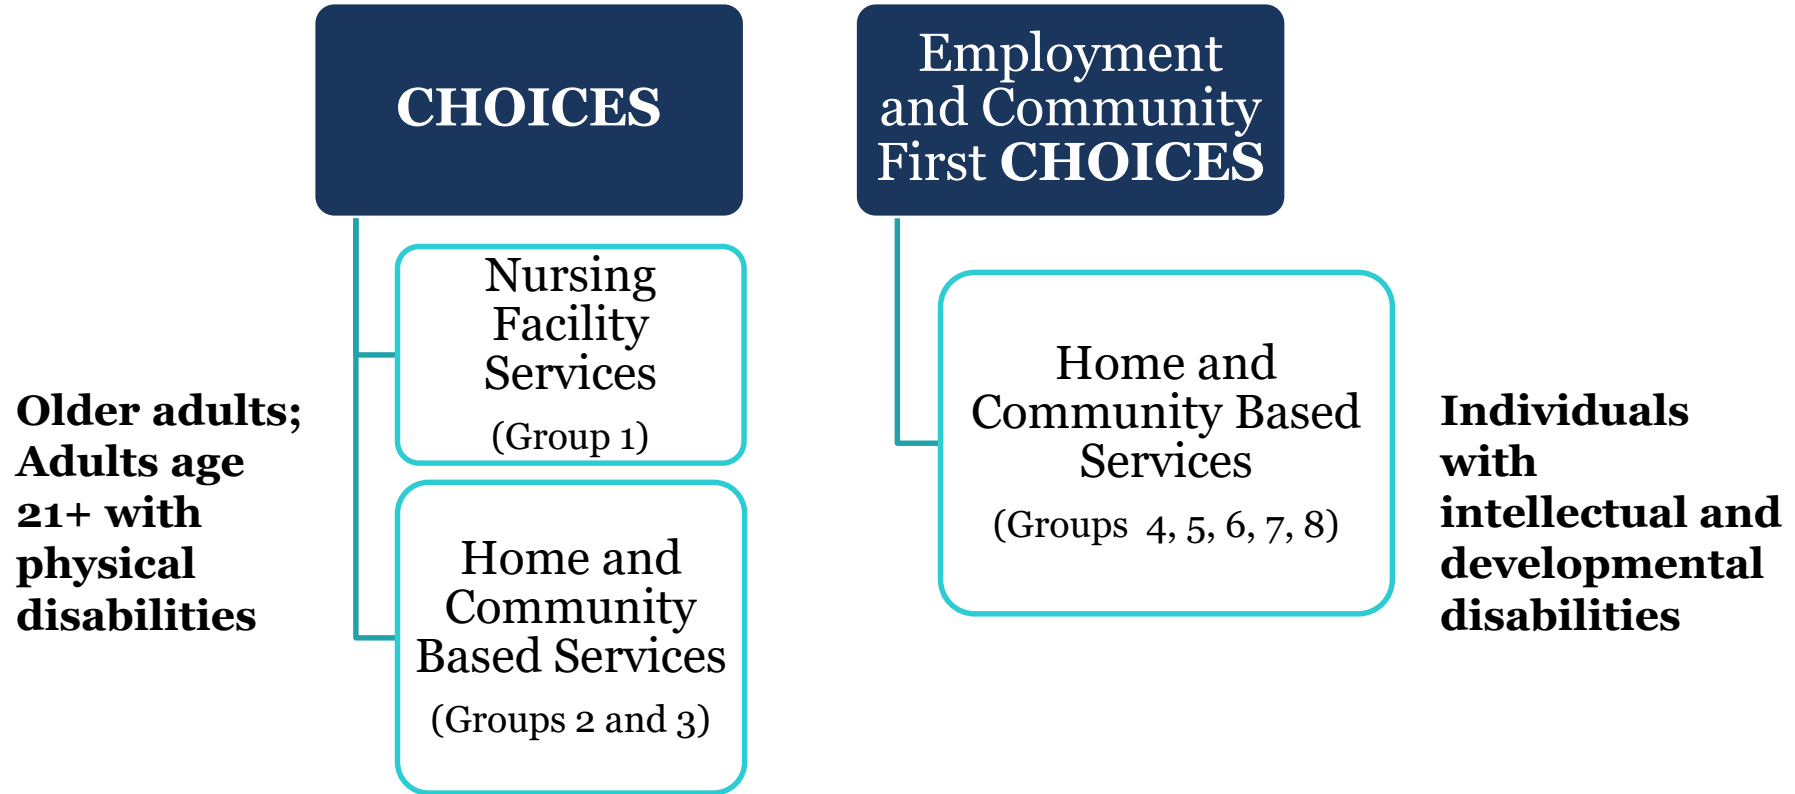 CHOICES
Employment
and Community
First CHOICES
Nursing
Facility
Services
(Group 1)
Older adults;
Adults age
21+ with
physical
disabilities
Home and
Community
Based Services
(Groups 2 and 3)
Home and
Community Based
Services
(Groups 4, 5, 6, 7, 8)
Individuals
with
intellectual and
developmental
disabilities